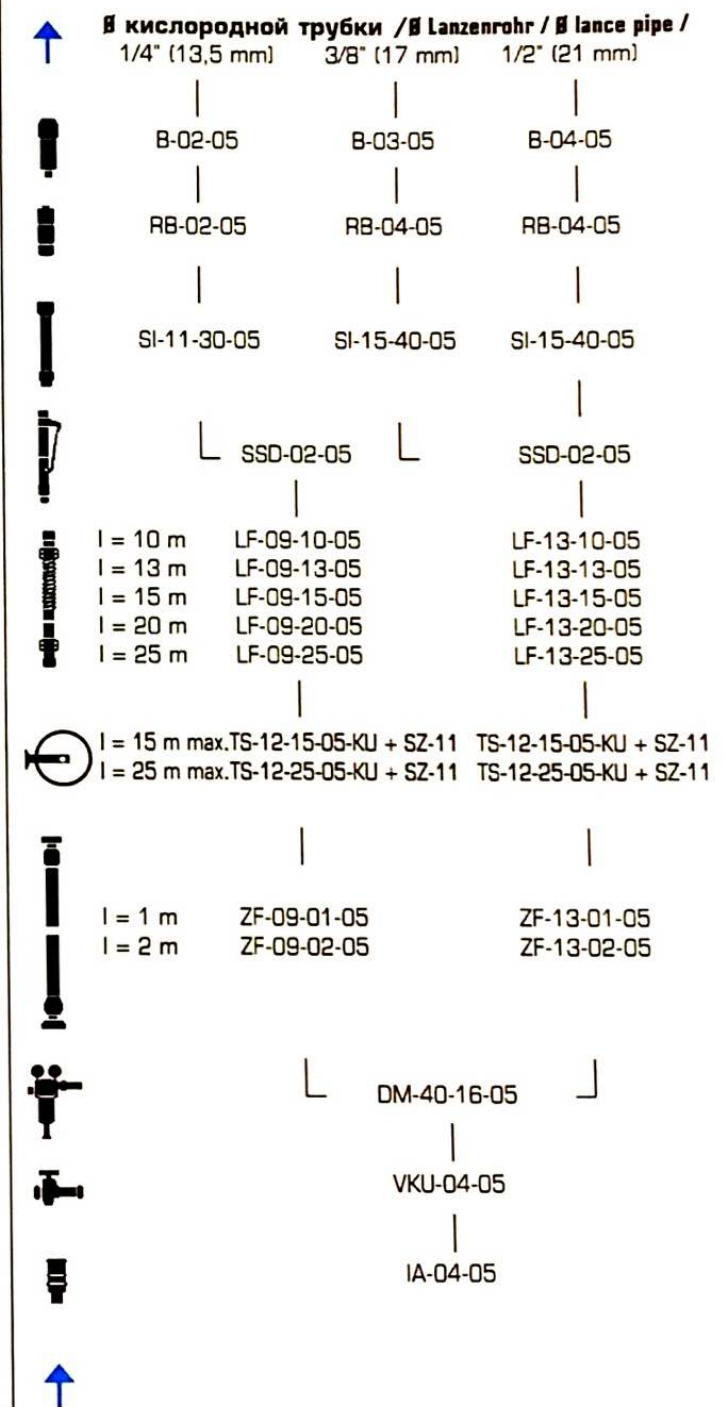 Ø кислородной трубки /Ø Lanzenrohr / Ø lance pipe /
1/4" (13,5 mm) 3/8" (17 mm) 1/2" (21 mm)
B-02-05 B-03-05 B-04-05
RB-02-05 RB-04-05 RB-04-05
SI-11-30-05 SI-15-40-05 SI-15-40-05
SSD-02-05 SSD-02-05
l = 10 m LF-09-10-05 LF-13-10-05
l = 13 m LF-09-13-05 LF-13-13-05
l = 15 m LF-09-15-05 LF-13-15-05
l = 20 m LF-09-20-05 LF-13-20-05
l = 25 m LF-09-25-05 LF-13-25-05
l = 15 m max.TS-12-15-05-KU + SZ-11 TS-12-15-05-KU + SZ-11
l = 25 m max.TS-12-25-05-KU + SZ-11 TS-12-25-05-KU + SZ-11
l = 1 m ZF-09-01-05 ZF-13-01-05
l = 2 m ZF-09-02-05 ZF-13-02-05
DM-40-16-05
VKU-04-05
IA-04-05